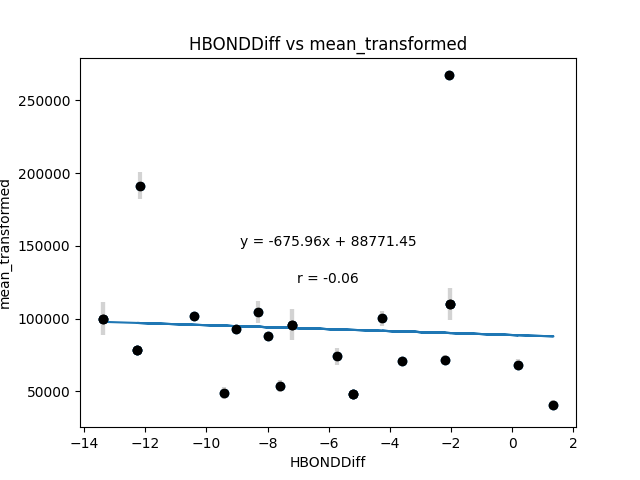 HBONDDiff vs mean_transformed
mean_transformed
250000
200000
150000
100000
50000
y = -675.96x + 88771.45
r = -0.06
−14 −12 −10 −8 −6 −4 −2 0 2
HBONDDiff